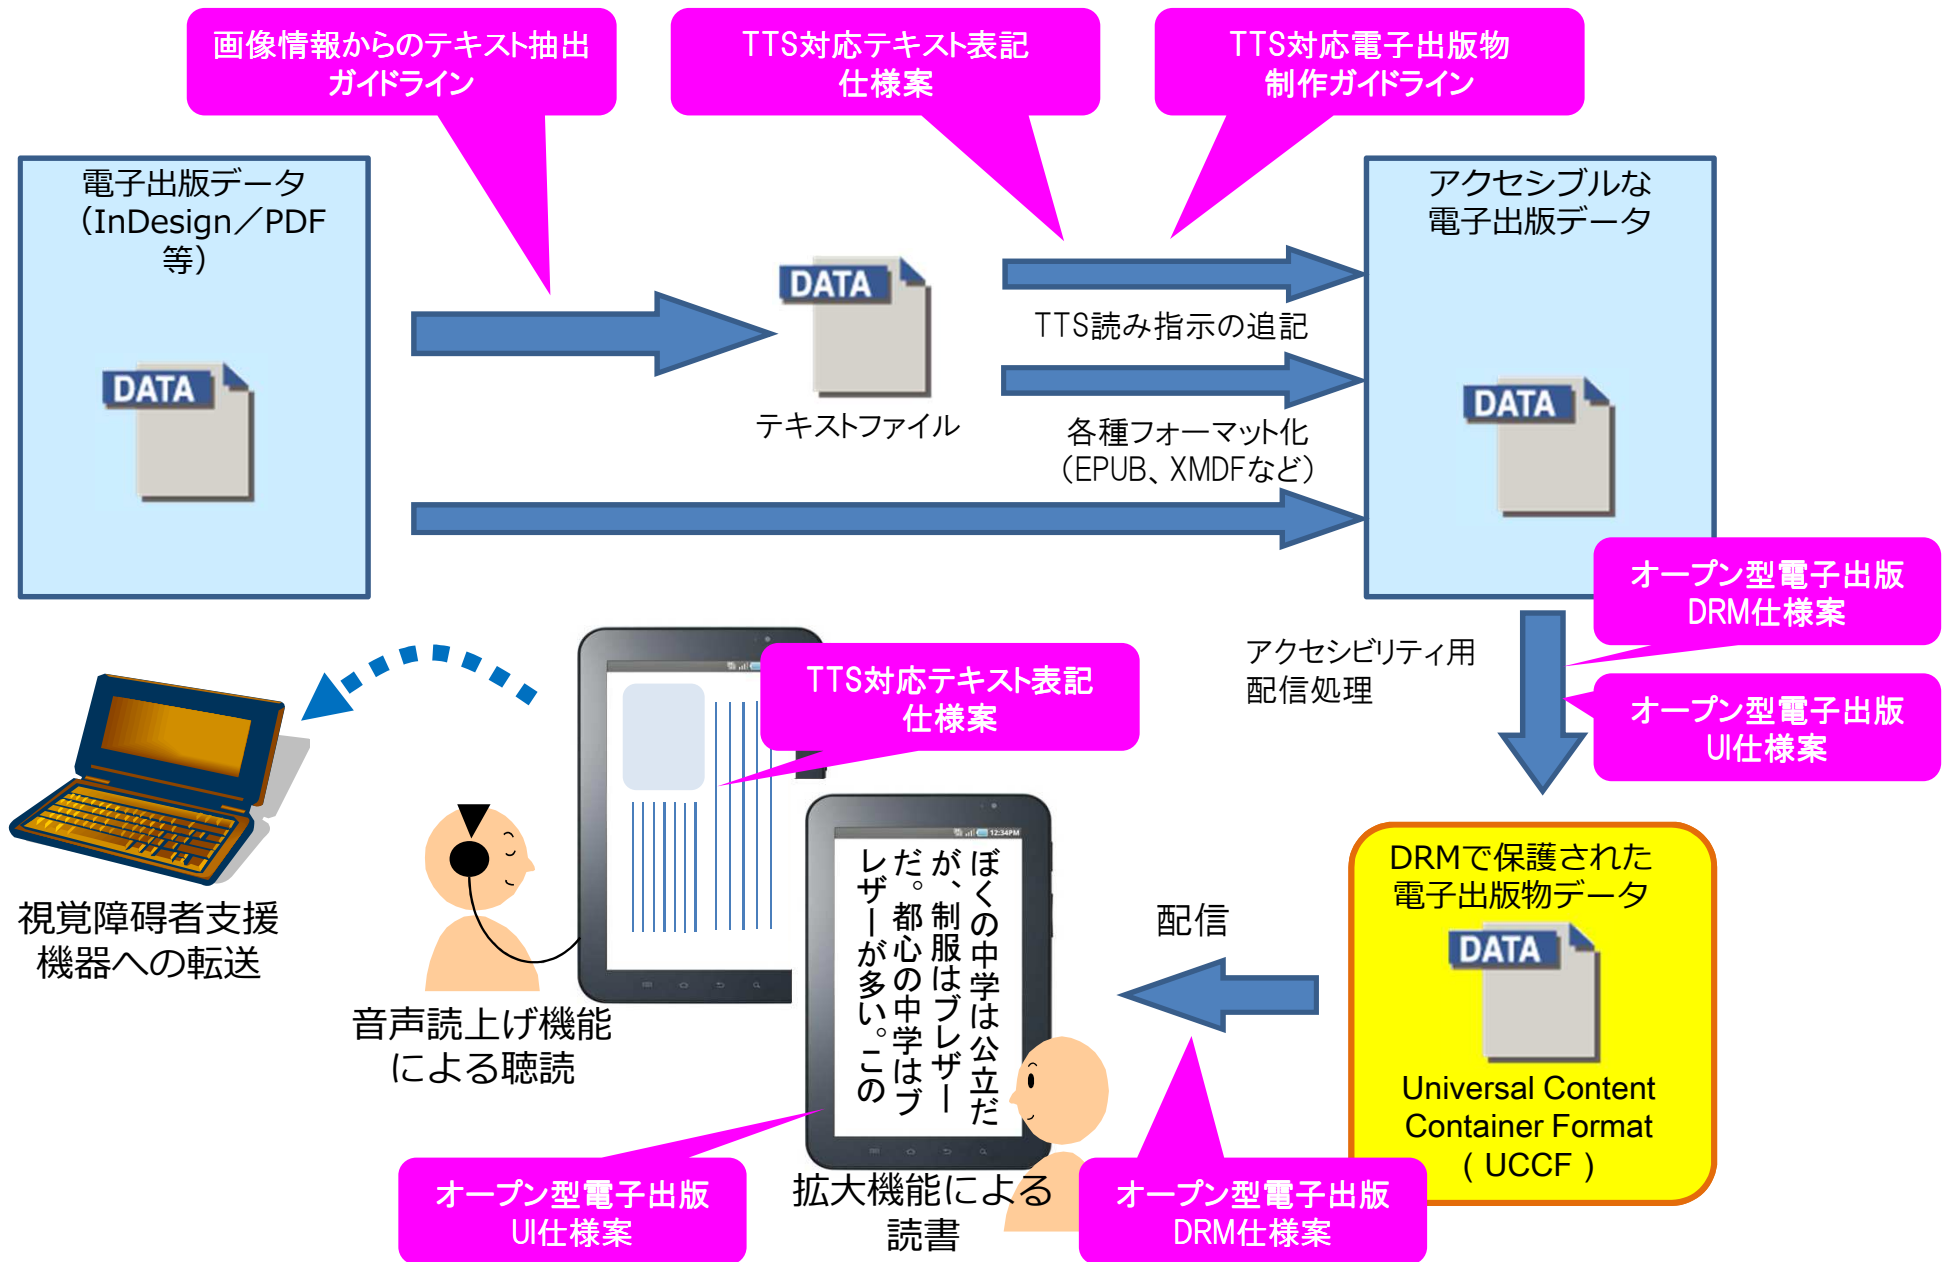 画像情報からのテキスト抽出
ガイドライン
TTS対応テキスト表記
仕様案
TTS対応電子出版物
制作ガイドライン
電子出版データ
（InDesign／PDF
等）
DATA
DATA
テキストファイル
TTS読み指示の追記
各種フォーマット化
（EPUB、XMDFなど）
アクセシブルな
電子出版データ
DATA
オープン型電子出版
DRM仕様案
アクセシビリティ用
配信処理
オープン型電子出版
UI仕様案
DRMで保護された
電子出版物データ
DATA
Universal Content
Container Format
( UCCF )
配信
オープン型電子出版
DRM仕様案
TTS対応テキスト表記
仕様案
12:34PM
ぼくの中学は公立だ
が、制服はブレザー
だ。都心の中学はブ
レザーが多い。この
拡大機能による
読書
オープン型電子出版
UI仕様案
音声読上げ機能
による聴読
視覚障碍者支援
機器への転送